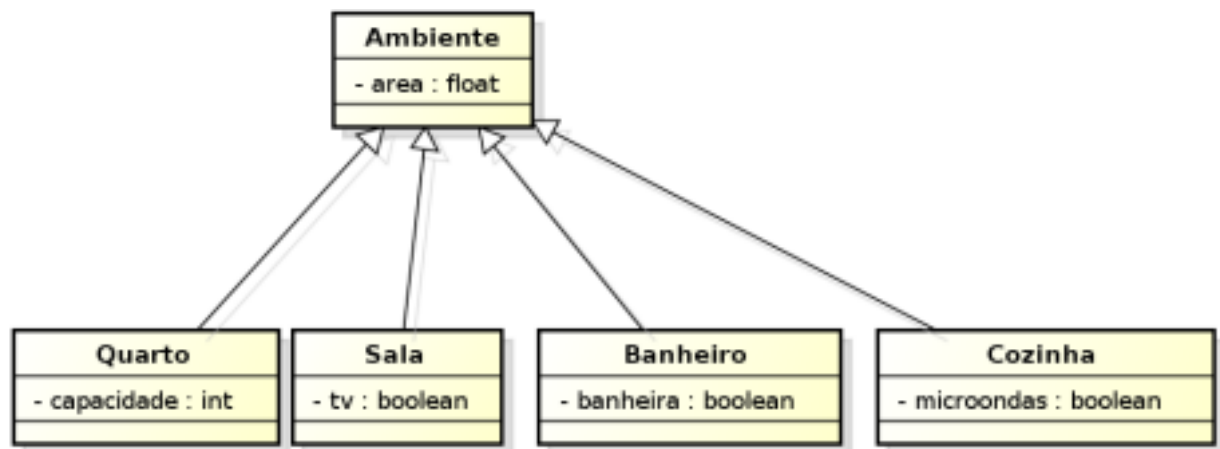 Ambiente
- area : float
Quarto
- capacidade : int
Sala
- tv : boolean
Banheiro
- banheira : boolean
Cozinha
- microondas : boolean